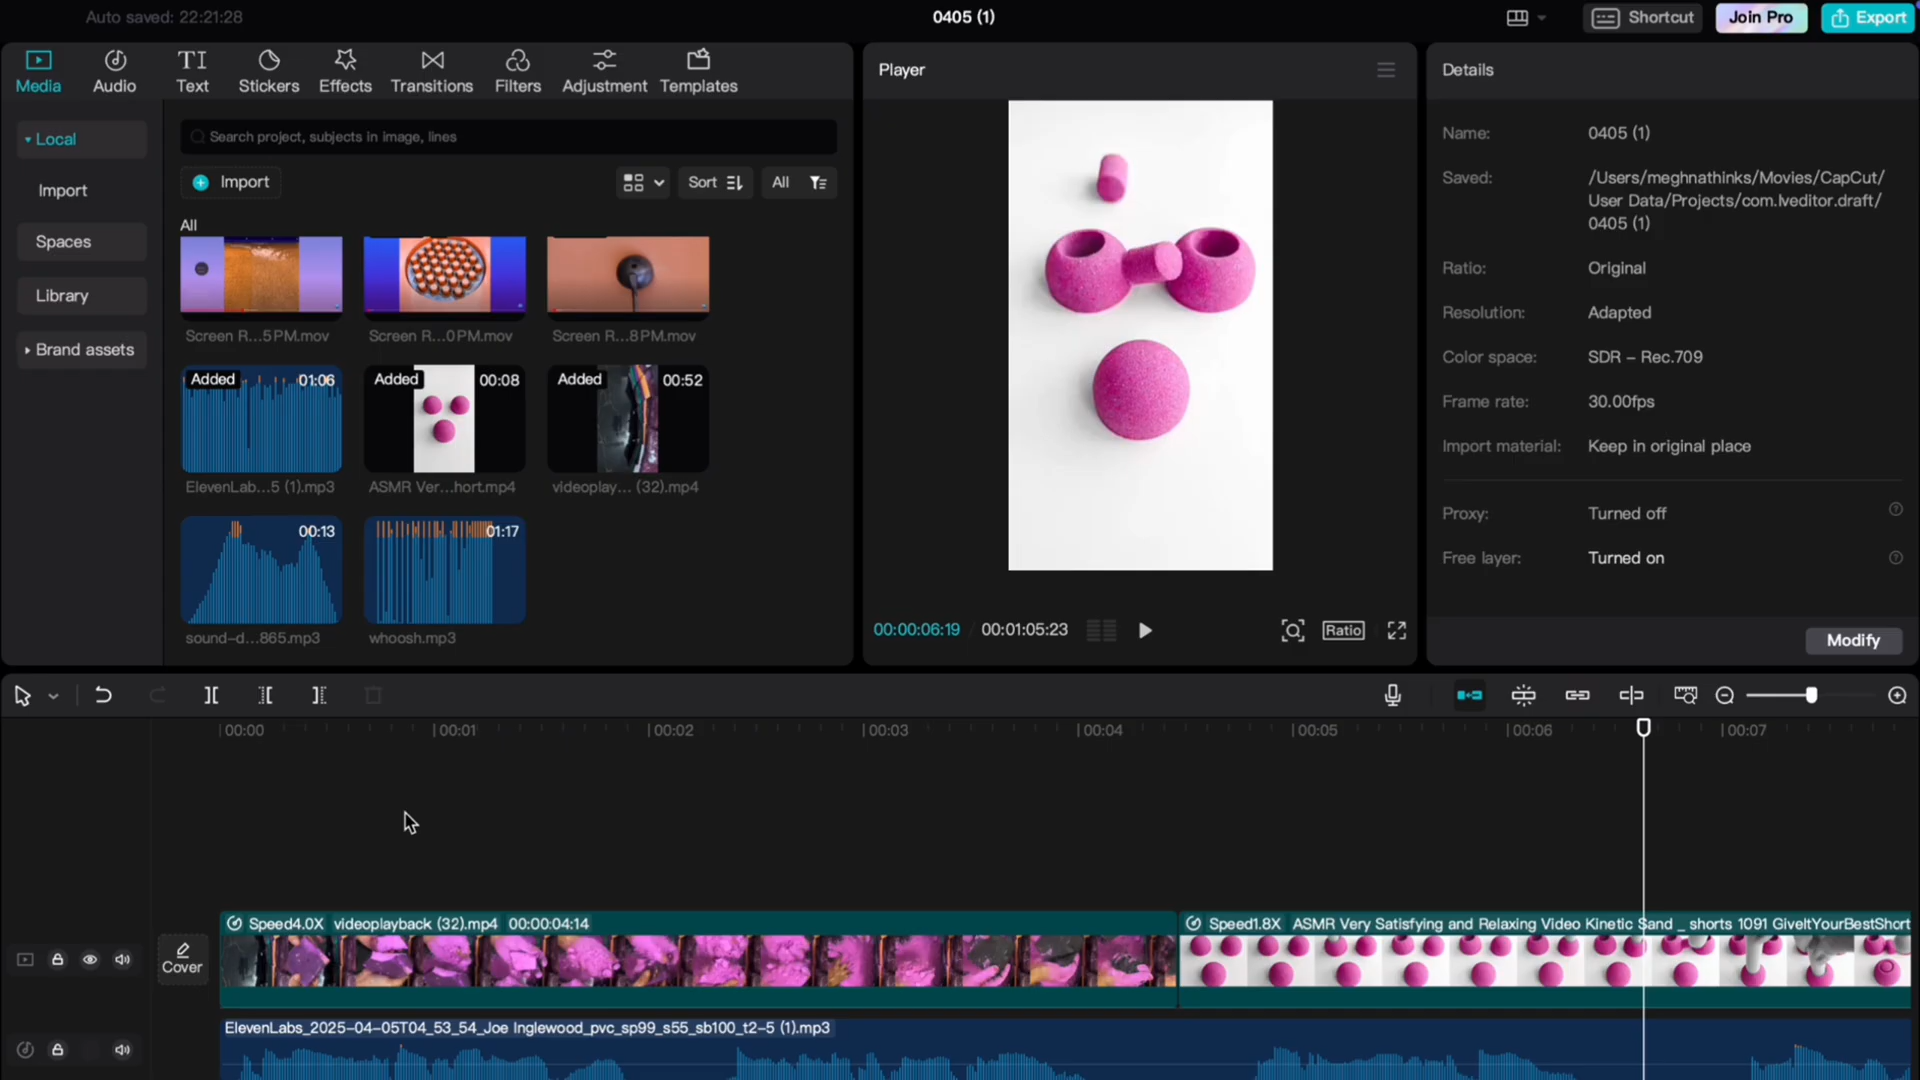 Auto saved: 22:21:28
0405 (1)
Shortcut
Join Pro
Export
Media
Audio
TI
Text
Stickers
Effects
Transitions
Filters
Adjustment
Templates
Local
Import
Spaces
Library
Brand assets
Search project, subjects in image, lines
Import
Sort
All
All
Screen R...5PM.mov
Screen R...0PM.mov
Screen R...8PM.mov
Added 01:06
Added 00:08
Added 00:52
ElevenLab...5 (1).mp3
ASMR Ver...hort.mp4
videoplay... (32).mp4
00:13
01:17
sound-d...865.mp3
whoosh.mp3
Player
00:00:06:19
00:01:05:23
Ratio
Details
Name: 0405 (1)
Saved: /Users/meghnathinks/Movies/CapCut/
User Data/Projects/com.lveditor.draft/
0405 (1)
Ratio: Original
Resolution: Adapted
Color space: SDR – Rec.709
Frame rate: 30.00fps
Import material: Keep in original place
Proxy: Turned off
Free layer: Turned on
Modify
00:00
00:01
00:02
00:03
00:04
00:05
00:06
00:07
Speed4.0X videoplayback (32).mp4 00:00:04:14
Speed1.8X ASMR Very Satisfying and Relaxing Video Kinetic Sand _ shorts 1091 GiveItYourBestShort
Cover
ElevenLabs_2025-04-05T04_53_54_Joe Inglewood_pvc_sp99_s55_sb100_t2-5 (1).mp3